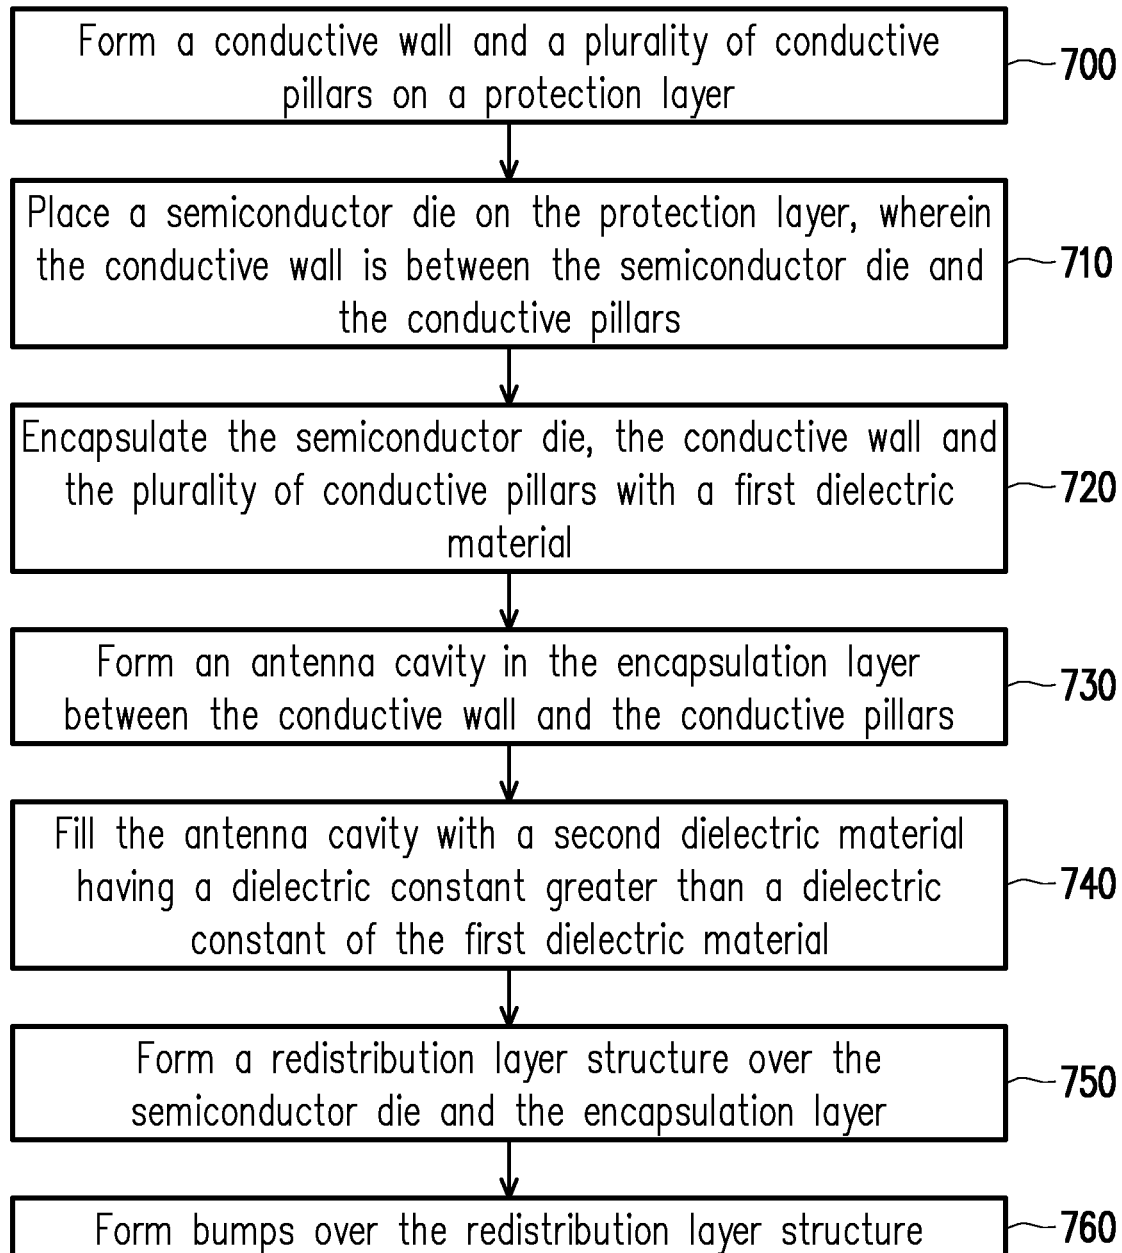 Form a conductive wall and a plurality of conductive
pillars on a protection layer
700
Place a semiconductor die on the protection layer, wherein
the conductive wall is between the semiconductor die and
the conductive pillars
710
Encapsulate the semiconductor die, the conductive wall and
the plurality of conductive pillars with a first dielectric
material
720
Form an antenna cavity in the encapsulation layer
between the conductive wall and the conductive pillars
730
Fill the antenna cavity with a second dielectric material
having a dielectric constant greater than a dielectric
constant of the first dielectric material
740
Form a redistribution layer structure over the
semiconductor die and the encapsulation layer
750
Form bumps over the redistribution layer structure
760